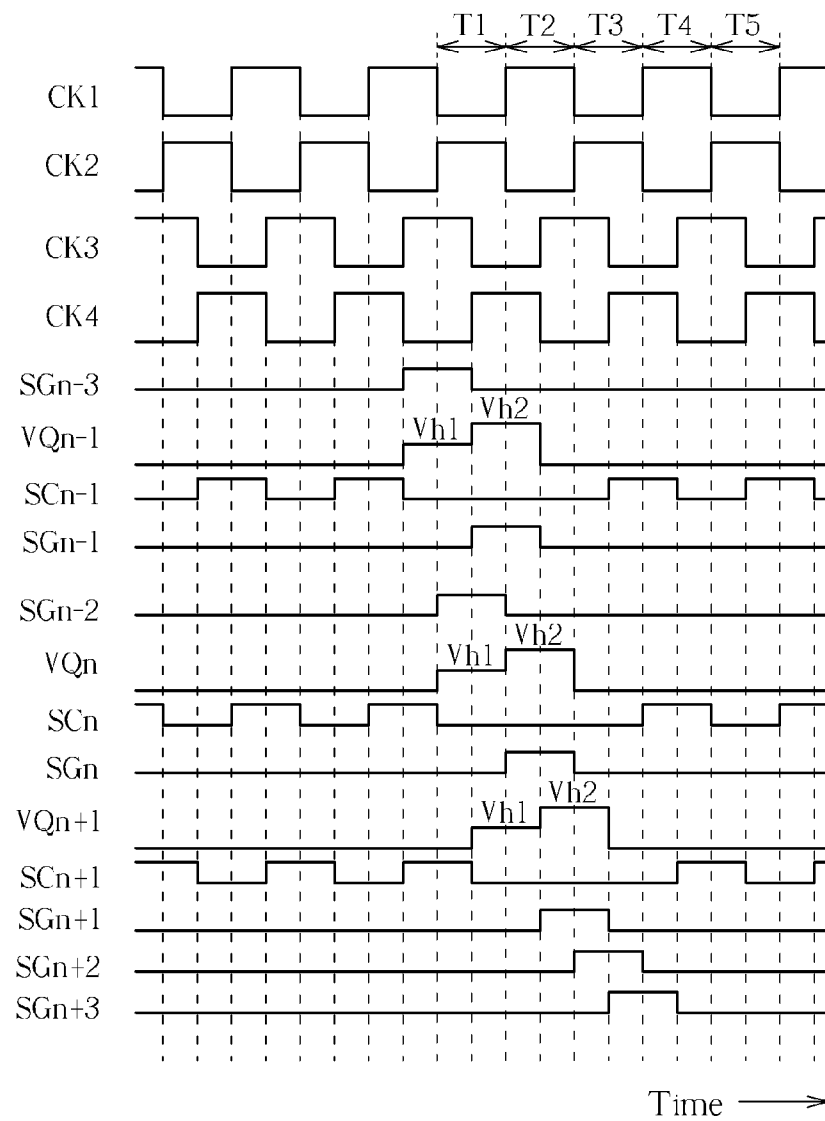 T1 T2 T3 T4 T5
CK1
CK2
CK3
CK4
SGn-3
Vh2
VQn-1 Vh1
SCn-1
SGn-1
SGn-2
Vh2
VQn Vh1
SCn
SGn
Vh2
VQn+1 Vh1
SCn+1
SGn+1
SGn+2
SGn+3
Time